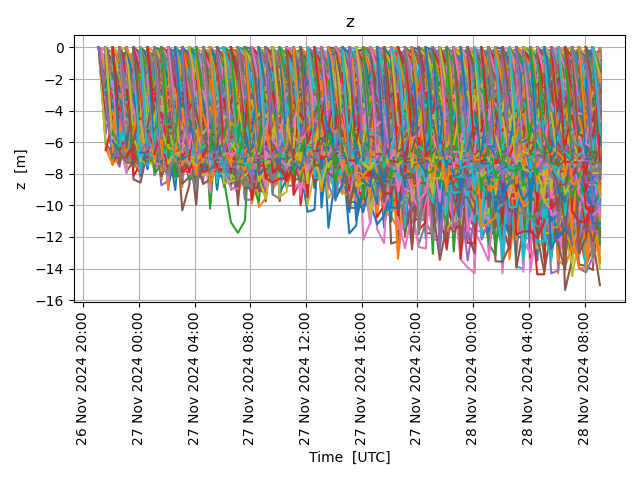 z
0
−2
−4
−6
−8
−10
−12
−14
−16
z [m]
26 Nov 2024 20:00
27 Nov 2024 00:00
27 Nov 2024 04:00
27 Nov 2024 08:00
27 Nov 2024 12:00
27 Nov 2024 16:00
27 Nov 2024 20:00
28 Nov 2024 00:00
28 Nov 2024 04:00
28 Nov 2024 08:00
Time [UTC]